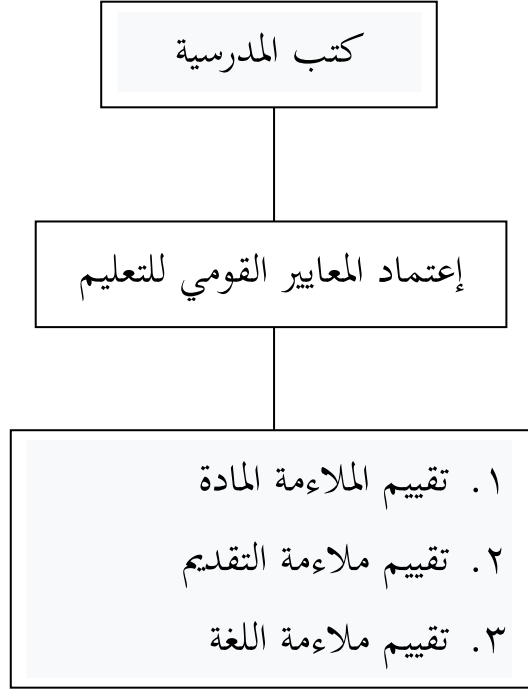 كتب المدرسية
إعتماد المعايير القومي للتعليم
١. تقييم الملاءمة المادة
٢. تقييم ملاءمة التقديم
٣. تقييم ملاءمة اللغة